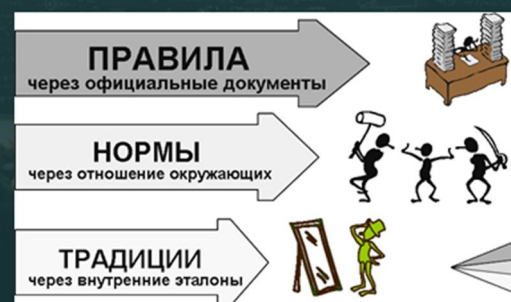 ПРАВИЛА
через официальные документы
НОРМЫ
через отношение окружающих
ТРАДИЦИИ
через внутренние эталоны